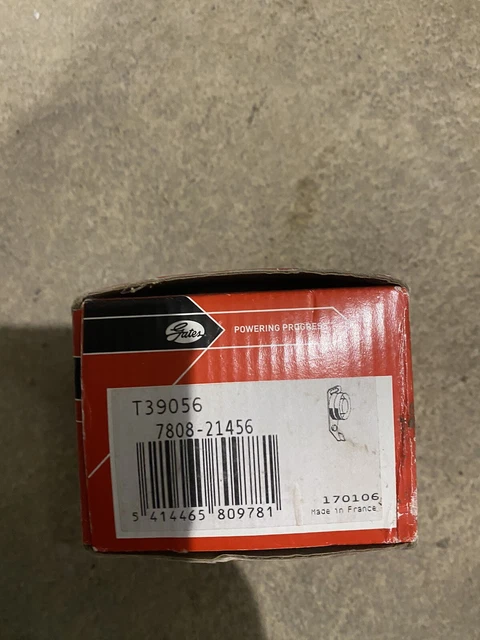 Gates
POWERING PROGRESS
T39056
7808-21456
5 414465 809781
170106
Made in France